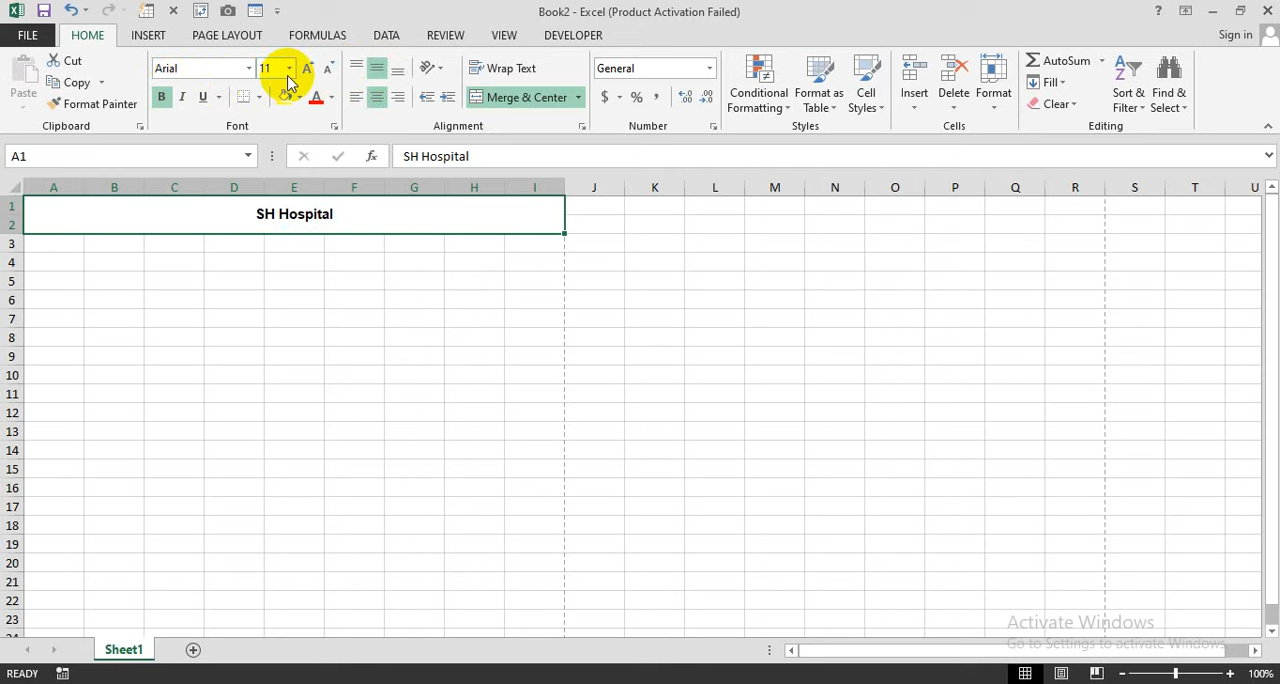 Book2 - Excel (Product Activation Failed)
?
FILE HOME INSERT PAGE LAYOUT FORMULAS DATA REVIEW VIEW DEVELOPER Sign in
Paste
Cut
Copy
Format Painter
Clipboard
Arial 11
B I U
Font
Wrap Text
Merge & Center
Alignment
General
$ % ,
Number
Conditional Formatting
Format as Table
Cell Styles
Styles
Insert Delete Format
Cells
AutoSum
Fill
Clear
Sort & Filter
Find & Select
Editing
A1 fx SH Hospital
A B C D E F G H I J K L M N O P Q R S T U
1 SH Hospital
2
3
4
5
6
7
8
9
10
11
12
13
14
15
16
17
18
19
20
21
22
23
Activate Windows
Go to Settings to activate Windows.
Sheet1
READY 100%